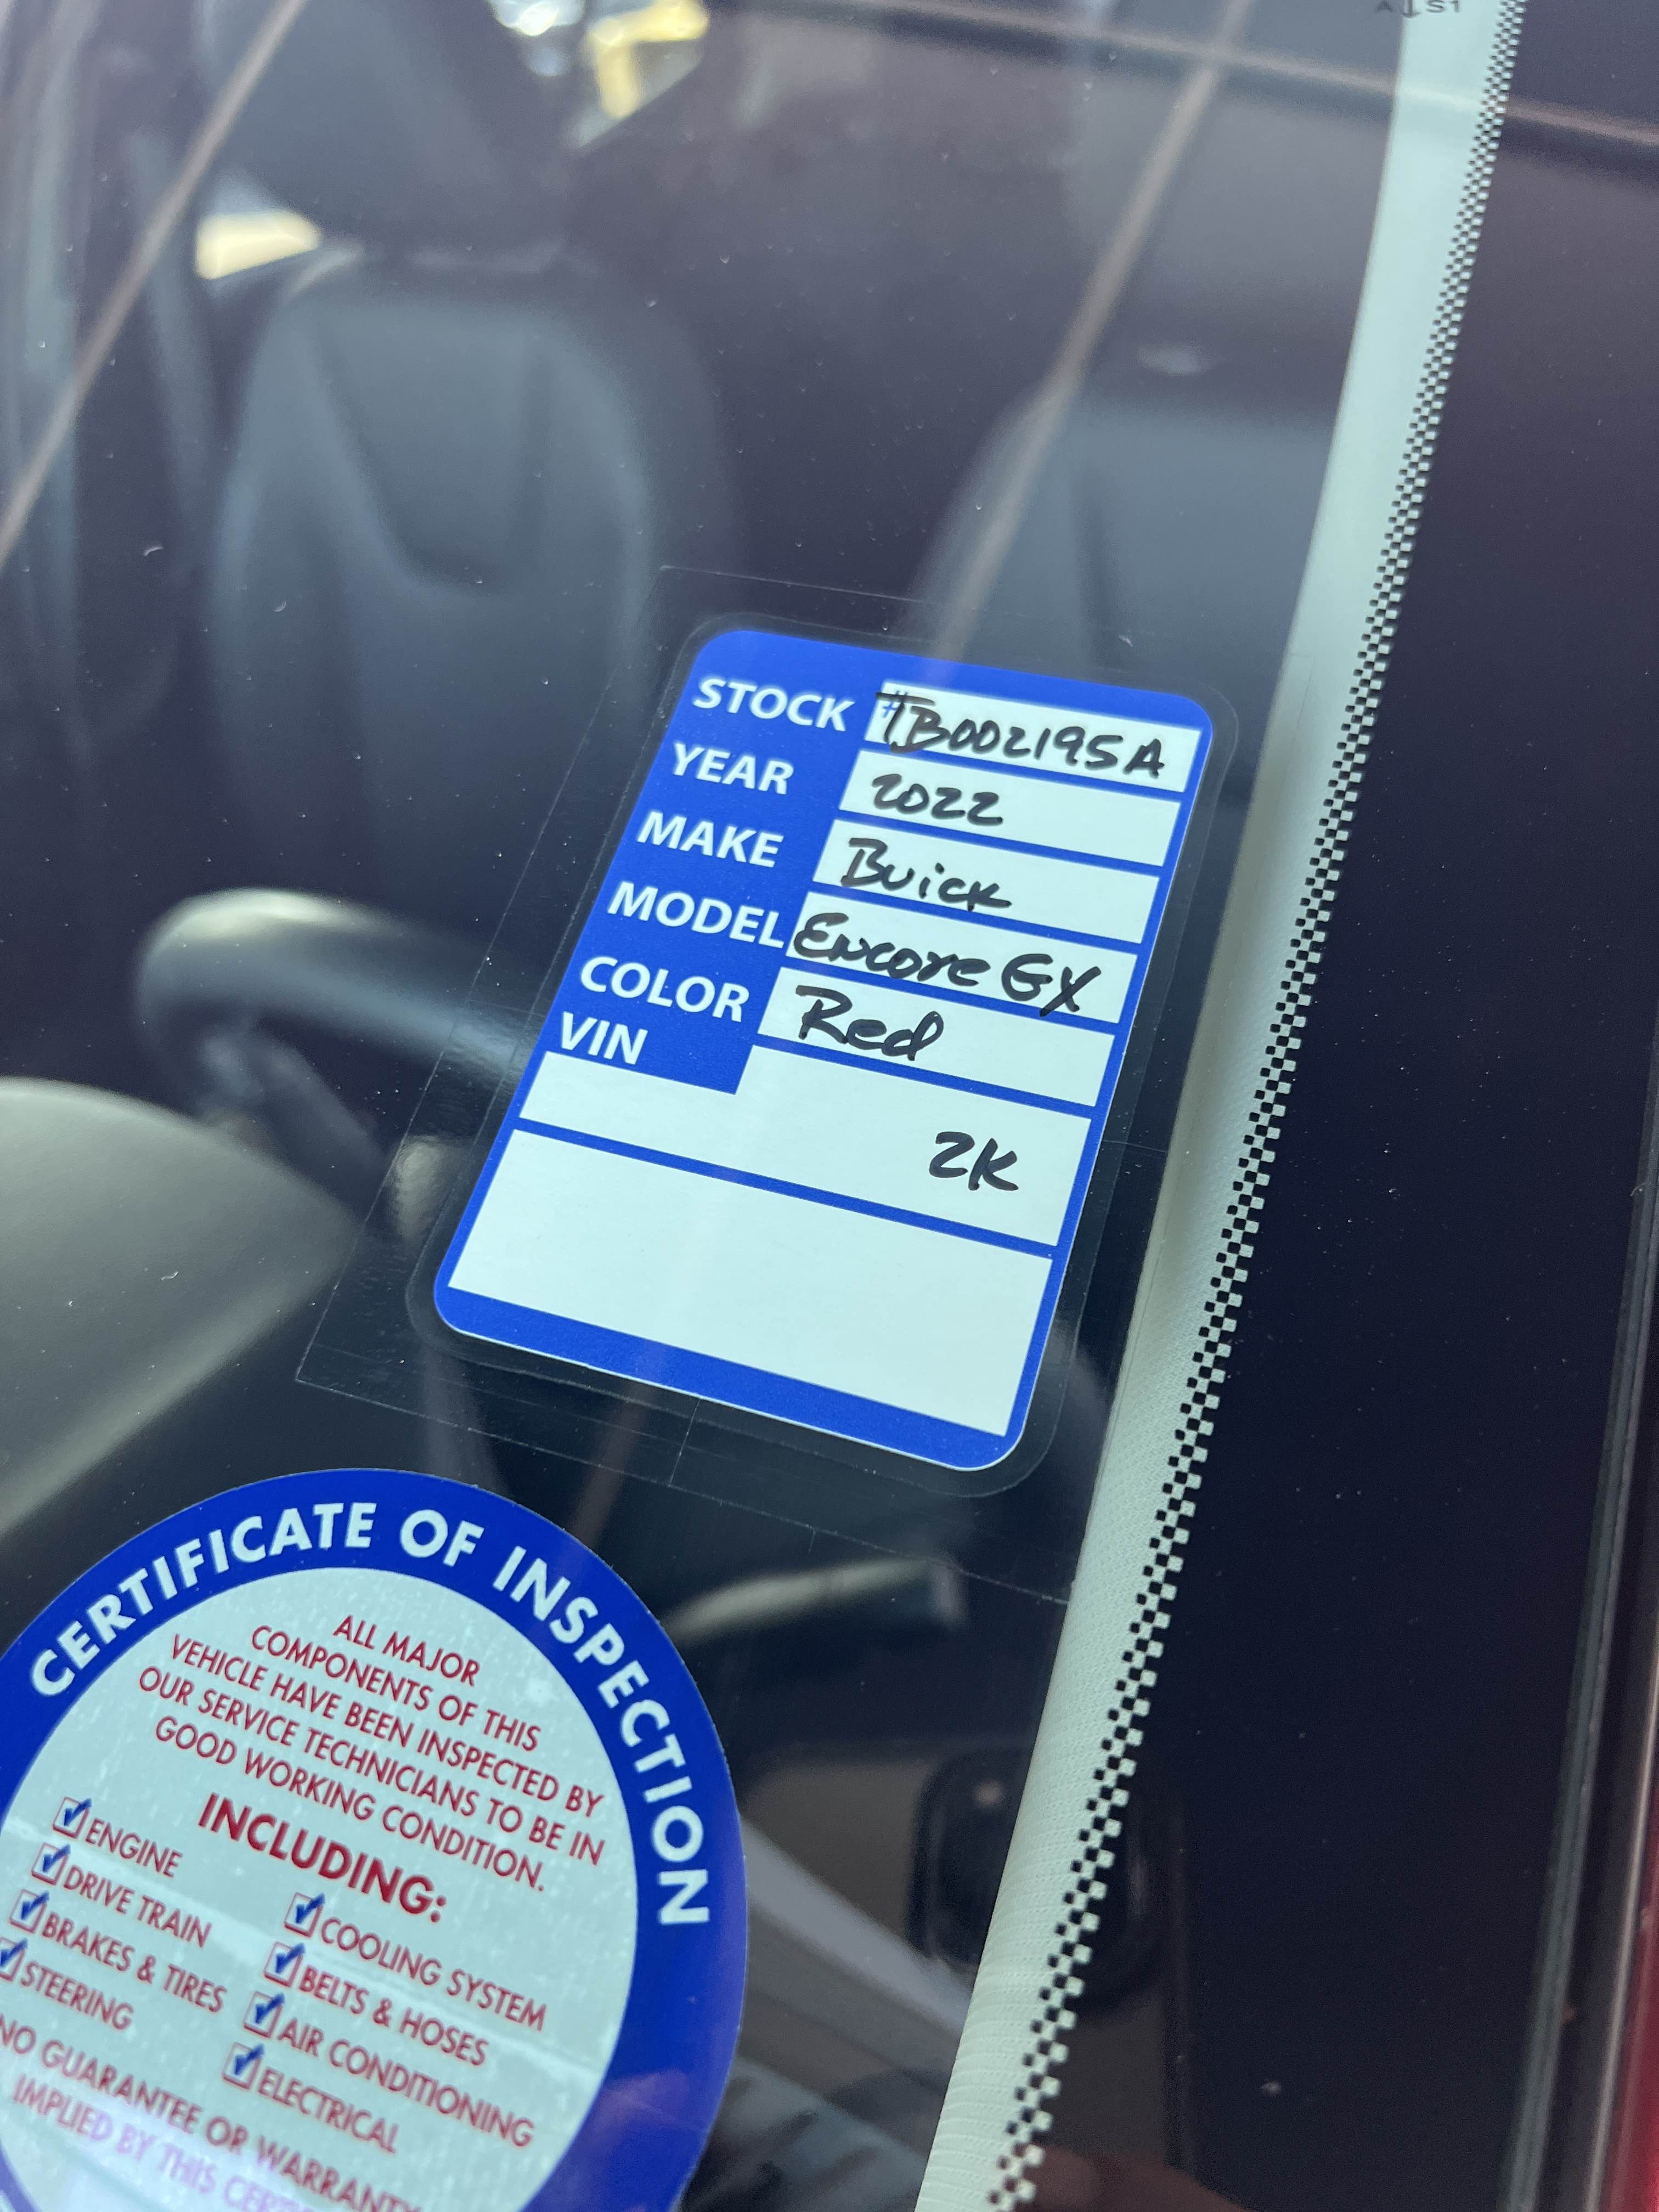 STOCK #TB002195A
YEAR 2022
MAKE Buick
MODEL Encore GX
COLOR Red
VIN
2K
CERTIFICATE OF INSPECTION
ALL MAJOR
COMPONENTS OF THIS
VEHICLE HAVE BEEN INSPECTED BY
OUR SERVICE TECHNICIANS TO BE IN
GOOD WORKING CONDITION.
INCLUDING:
ENGINE
DRIVE TRAIN
BRAKES & TIRES
STEERING
COOLING SYSTEM
BELTS & HOSES
AIR CONDITIONING
ELECTRICAL
NO GUARANTEE OR WARRANTY
IMPLIED BY THIS